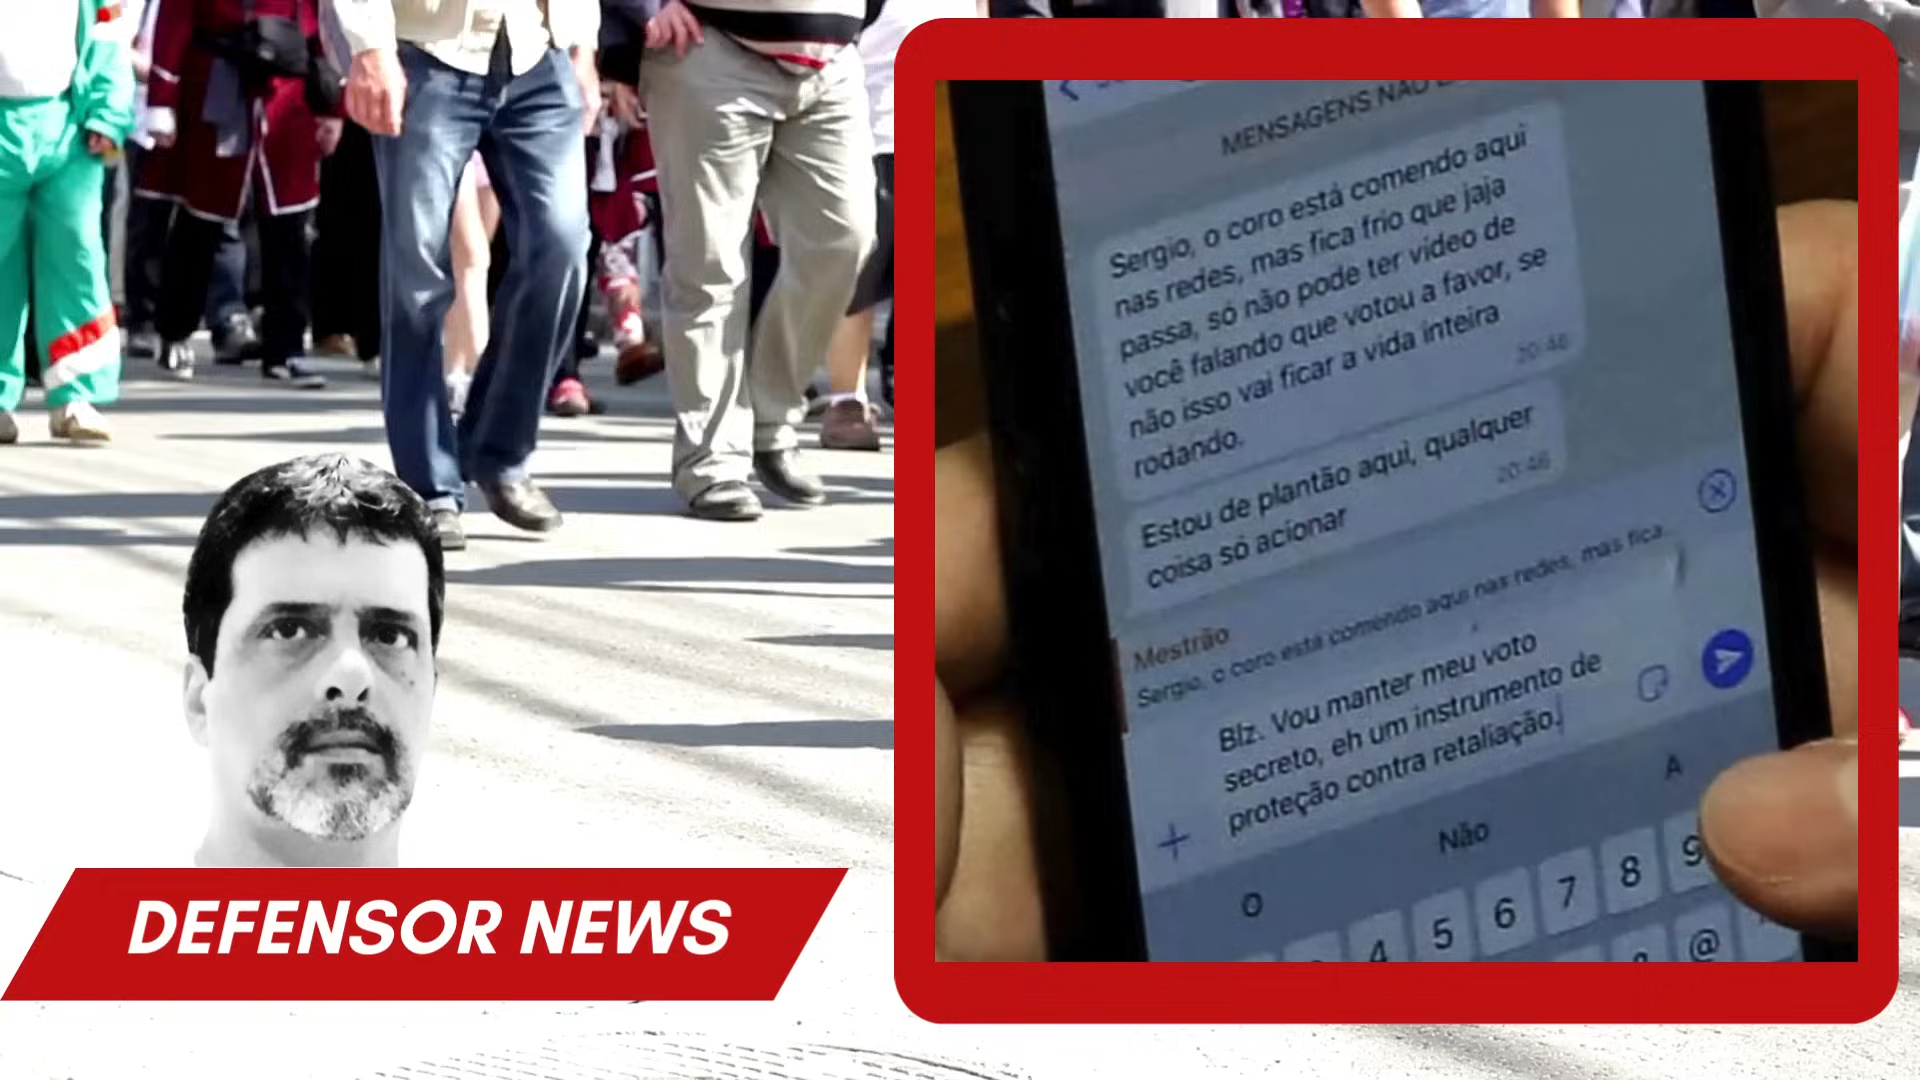 MENSAGENS NÃO
Sergio, o coro está comendo aqui
nas redes, mas fica frio que jaja
passa, só não pode ter video de
você falando que votou a favor, se
não isso vai ficar a vida inteira
rodando.
20:46
Estou de plantão aqui, qualquer
coisa só acionar
20:46
Mestrão
Sergio, o coro está comendo aqui nas redes, mas fica...
Blz. Vou manter meu voto
secreto, eh um instrumento de
proteção contra retaliação.
O
Não
A
4 5 6 7 8 9
@
DEFENSOR NEWS